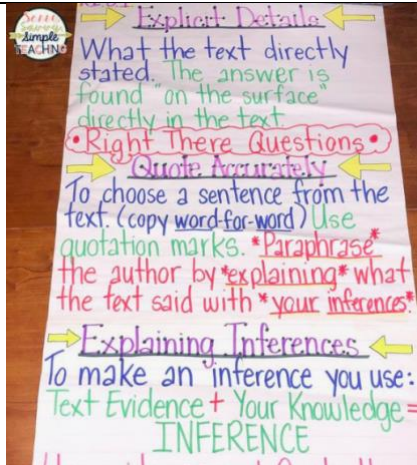 Some
Savvy
Simple
TEACHNG
Explicit Details
What the text directly
stated. The answer is
found "on the surface"
directly in the text
• Right There Questions •
Quote Accurately
To choose a sentence from the
text. (copy word-for-word) Use
quotation marks. *Paraphrase*
the author by *explaining* what
the text said with *your inferences*
Explaining Inferences
To make an inference you use:
Text Evidence + Your Knowledge =
INFERENCE